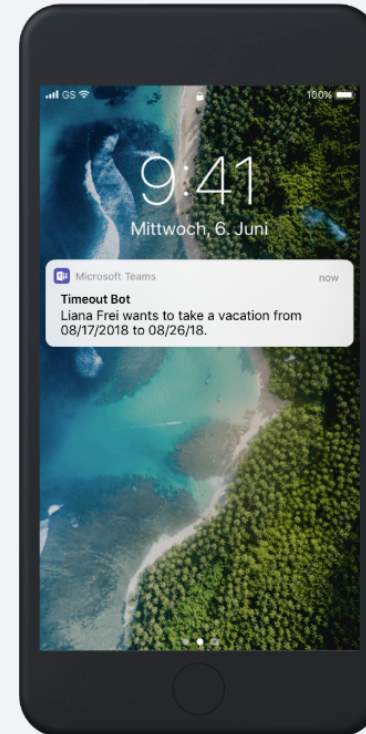 GS 100%
9:41
Mittwoch, 6. Juni
Microsoft Teams now
Timeout Bot
Liana Frei wants to take a vacation from
08/17/2018 to 08/26/18.